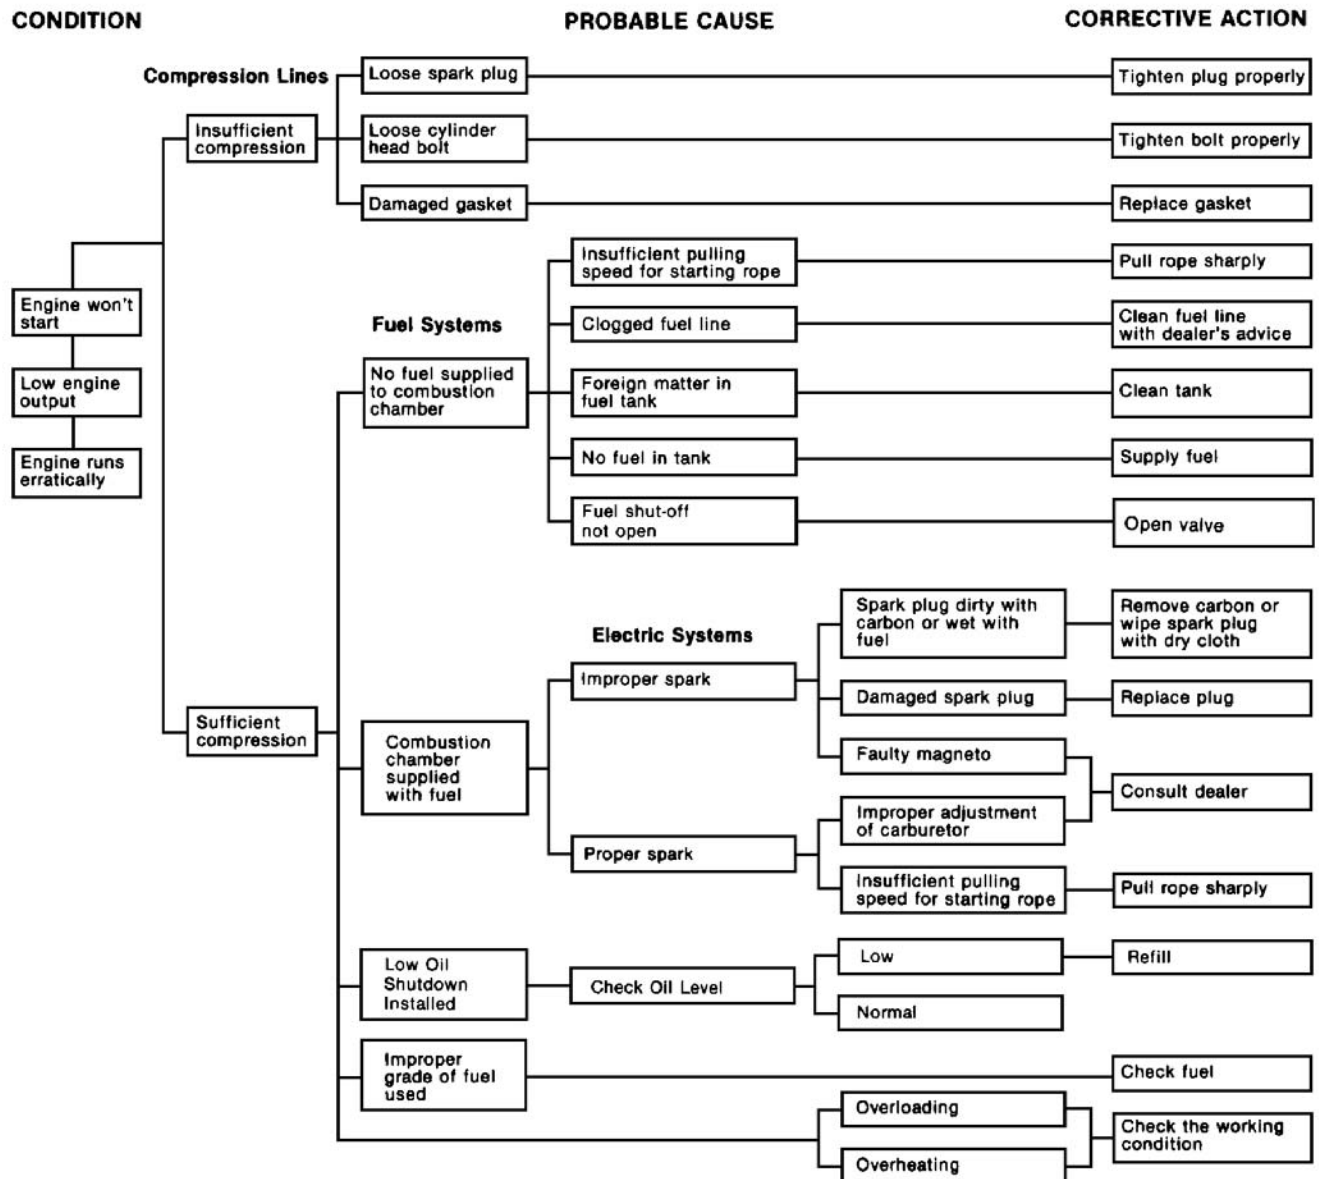 CONDITION
PROBABLE CAUSE
CORRECTIVE ACTION
Compression Lines
Loose spark plug
Tighten plug properly
Insufficient
compression
Loose cylinder
head bolt
Tighten bolt properly
Damaged gasket
Replace gasket
Engine won't
start
Low engine
output
Engine runs
erratically
Fuel Systems
No fuel supplied
to combustion
chamber
Insufficient pulling
speed for starting rope
Pull rope sharply
Clogged fuel line
Clean fuel line
with dealer's advice
Foreign matter in
fuel tank
Clean tank
No fuel in tank
Supply fuel
Fuel shut-off
not open
Open valve
Sufficient
compression
Combustion
chamber
supplied
with fuel
Electric Systems
Improper spark
Spark plug dirty with
carbon or wet with
fuel
Remove carbon or
wipe spark plug
with dry cloth
Damaged spark plug
Replace plug
Faulty magneto
Consult dealer
Proper spark
Improper adjustment
of carburetor
Insufficient pulling
speed for starting rope
Pull rope sharply
Low Oil
Shutdown
Installed
Check Oil Level
Low
Refill
Normal
Improper
grade of fuel
used
Check fuel
Overloading
Overheating
Check the working
condition